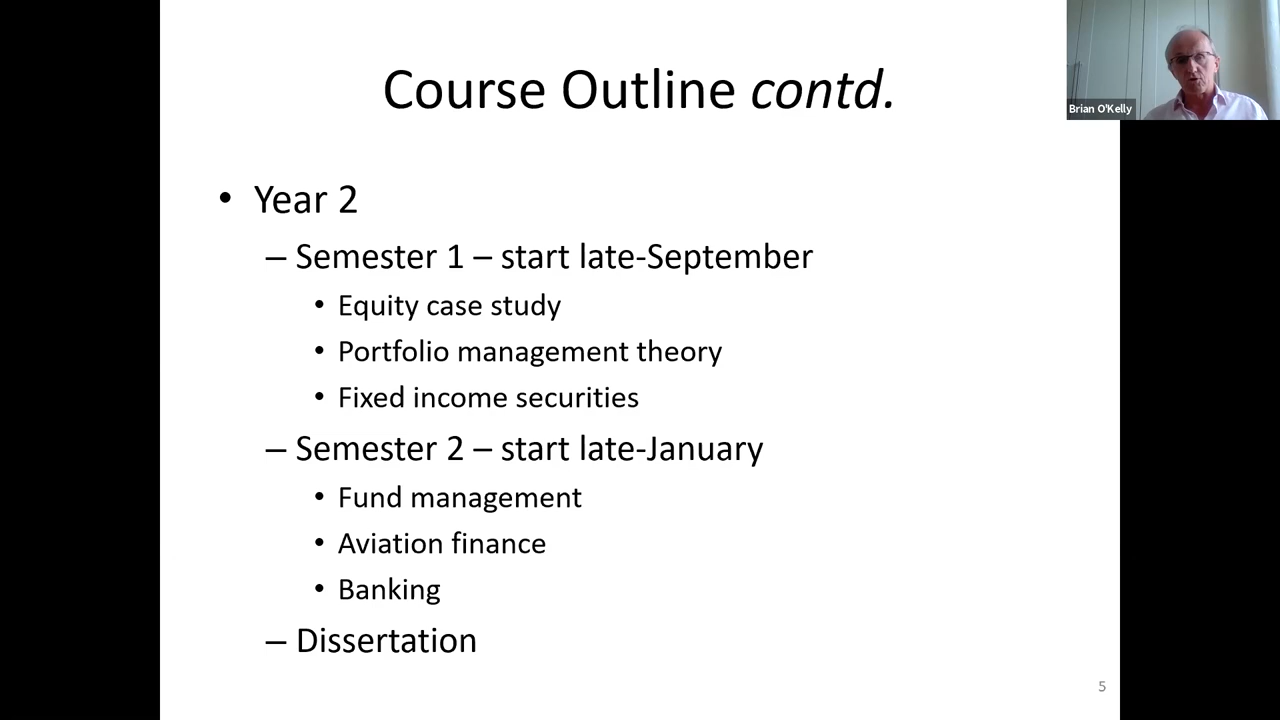 Course Outline contd.
Brian O'Kelly
• Year 2
– Semester 1 – start late-September
• Equity case study
• Portfolio management theory
• Fixed income securities
– Semester 2 – start late-January
• Fund management
• Aviation finance
• Banking
– Dissertation
5